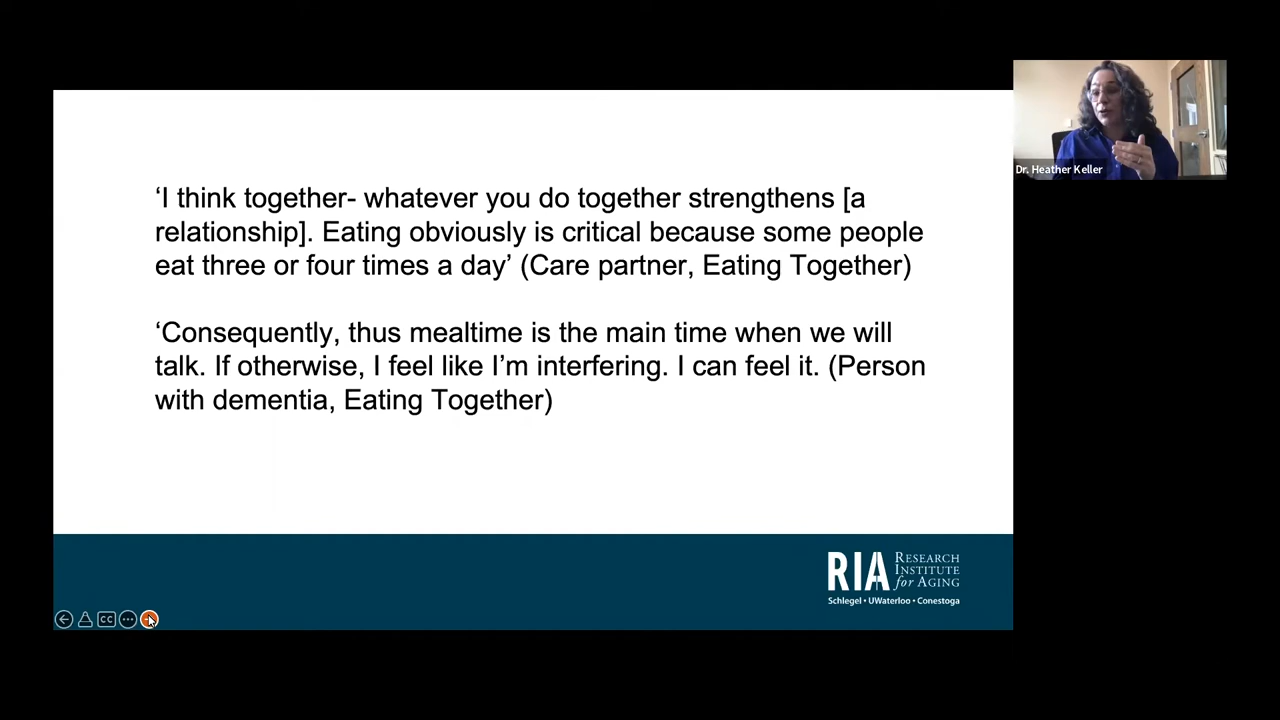 ‘I think together- whatever you do together strengthens [a
relationship]. Eating obviously is critical because some people
eat three or four times a day’ (Care partner, Eating Together)
‘Consequently, thus mealtime is the main time when we will
talk. If otherwise, I feel like I’m interfering. I can feel it. (Person
with dementia, Eating Together)
Dr. Heather Keller
RIA
RESEARCH
INSTITUTE
for AGING
Schlegel • UWaterloo • Conestoga
CC